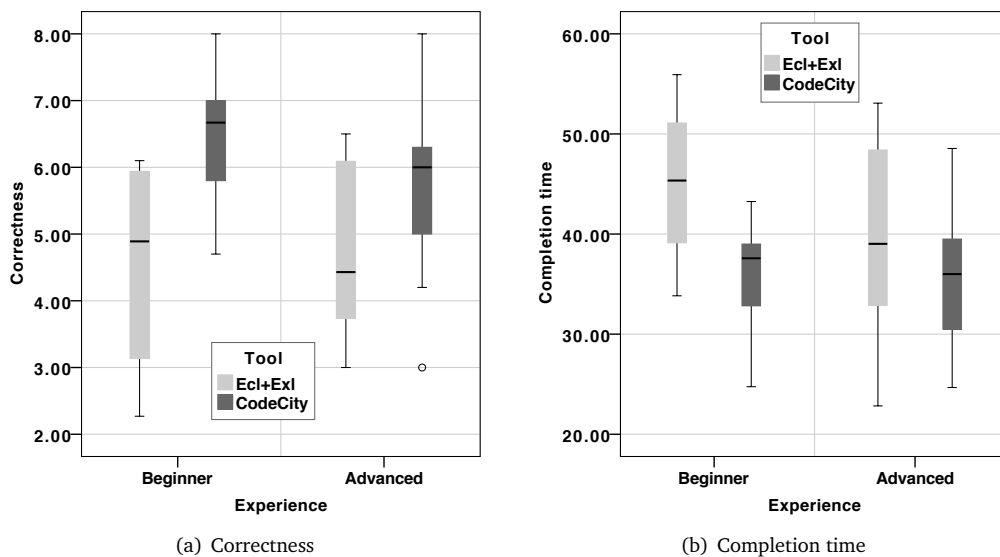 8.00
7.00
6.00
5.00
4.00
3.00
2.00
Correctness
Tool
Ecl+Exl
CodeCity
Beginner
Advanced
Experience
(a) Correctness
60.00
50.00
40.00
30.00
20.00
Completion time
Tool
Ecl+Exl
CodeCity
Beginner
Advanced
Experience
(b) Completion time